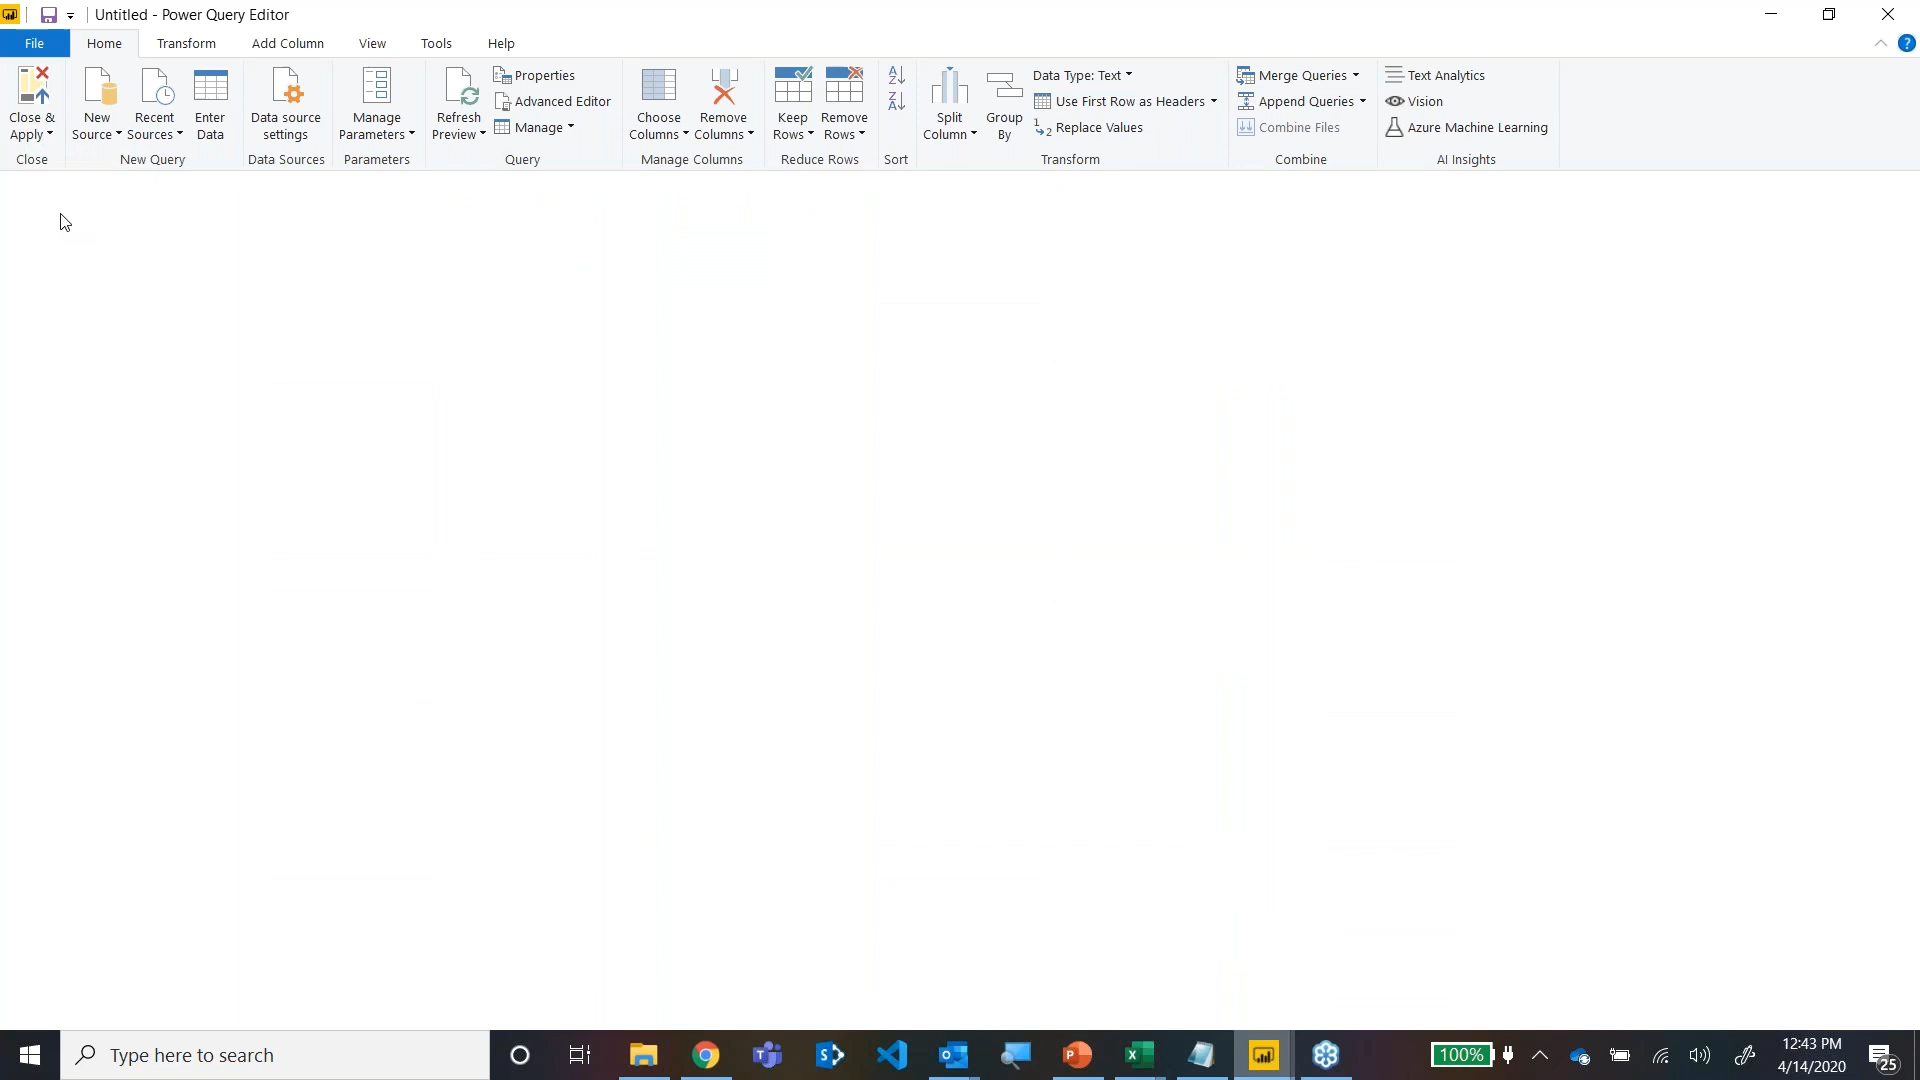 Untitled - Power Query Editor
File Home Transform Add Column View Tools Help
Close & Apply
New Source
Recent Sources
Enter Data
Data source settings
Manage Parameters
Refresh Preview
Properties
Advanced Editor
Manage
Choose Columns
Remove Columns
Keep Rows
Remove Rows
Split Column
Group By
Data Type: Text
Use First Row as Headers
Replace Values
Merge Queries
Append Queries
Combine Files
Text Analytics
Vision
Azure Machine Learning
Close New Query Data Sources Parameters Query Manage Columns Reduce Rows Sort Transform Combine AI Insights
Type here to search
100%
12:43 PM
4/14/2020
25